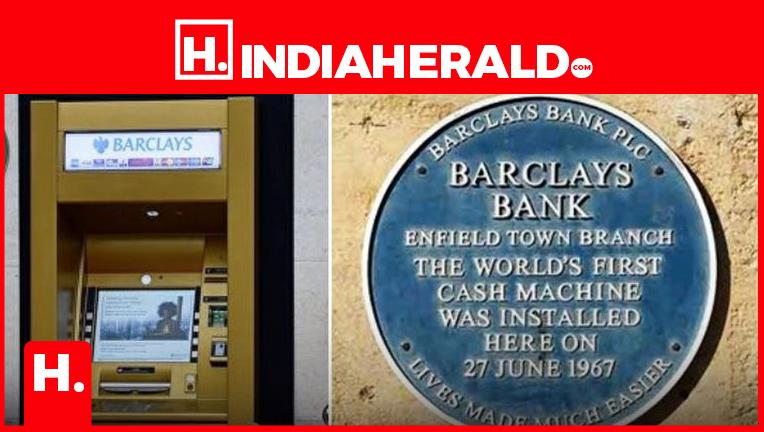 H.
INDIAHERALD
.COM
BARCLAYS
BARCLAYS BANK PLC
BARCLAYS
BANK
ENFIELD TOWN BRANCH
THE WORLD'S FIRST
CASH MACHINE
WAS INSTALLED
HERE ON
27 JUNE 1967
LIVES MADE MUCH EASIER
H.